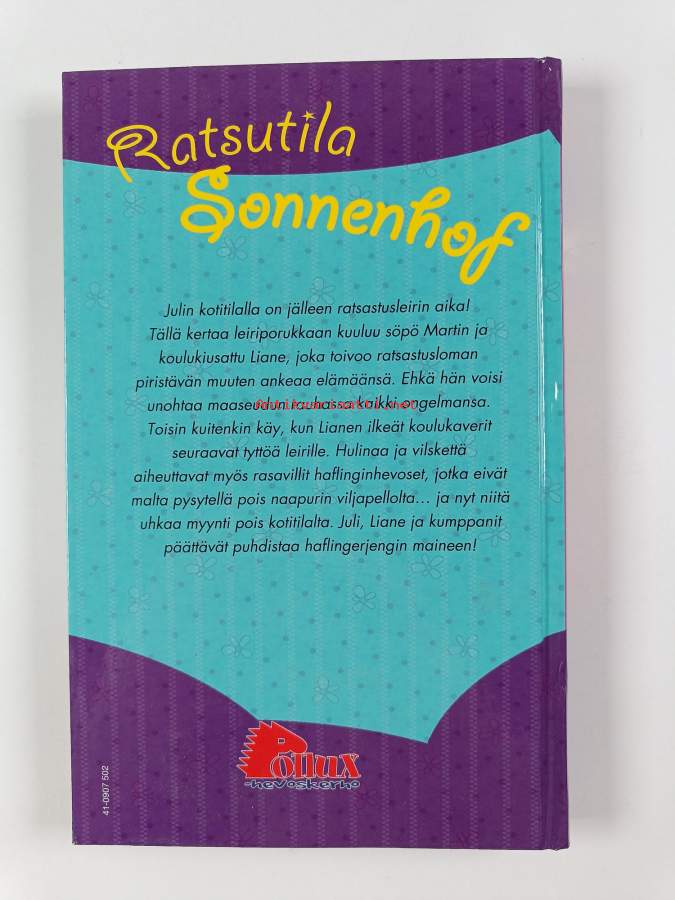 Ratsutila
Sonnenhof
Julin kotitilalla on jälleen ratsastusleirin aika!
Tällä kertaa leiriporukkaan kuuluu söpö Martin ja
koulukiusattu Liane, joka toivoo ratsastusloman
piristävän muuten ankeaa elämäänsä. Ehkä hän voisi
unohtaa maaseudun rauhassa kaikki ongelmansa.
Toisin kuitenkin käy, kun Lianen ilkeät koulukaverit
seuraavat tyttöä leirille. Hulinaa ja vilskettä
aiheuttavat myös rasavillit haflinginhevoset, jotka eivät
malta pysytellä pois naapurin viljapellolta... ja nyt niitä
uhkaa myynti pois kotitilalta. Juli, Liane ja kumppanit
päättävät puhdistaa haflingerjengin maineen!
Pollux
-hevoskerho
41-0907 502